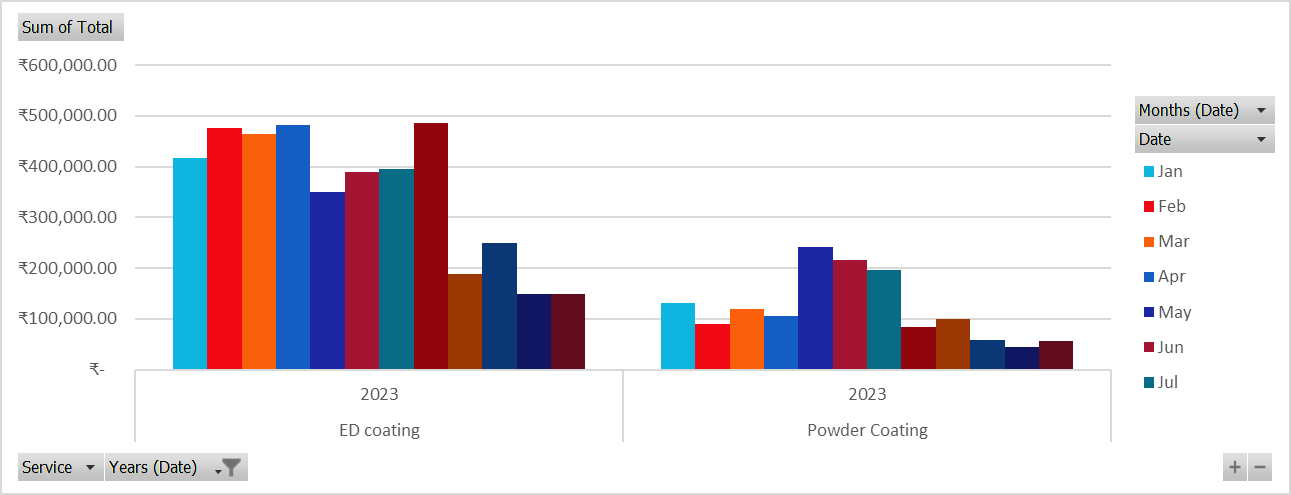 Sum of Total
₹600,000.00
₹500,000.00
₹400,000.00
₹300,000.00
₹200,000.00
₹100,000.00
₹-
2023
2023
ED coating
Powder Coating
Months (Date)
Date
Jan
Feb
Mar
Apr
May
Jun
Jul
Service
Years (Date)